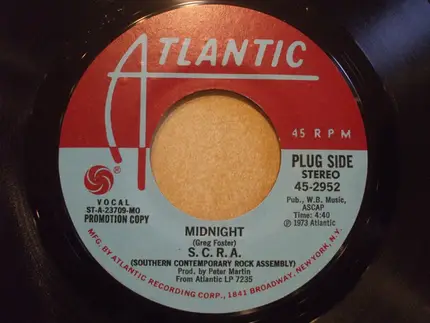 ATLANTIC
45 RPM
PLUG SIDE
STEREO
45-2952
Pub., W.B. Music,
ASCAP
Time: 4:40
℗ 1973 Atlantic
VOCAL
ST-A-23709-MO
PROMOTION COPY
MIDNIGHT
(Greg Foster)
S. C. R. A.
(SOUTHERN CONTEMPORARY ROCK ASSEMBLY)
Prod. by Peter Martin
From Atlantic LP 7235
MFG. BY ATLANTIC RECORDING CORP., 1841 BROADWAY, NEW YORK, N.Y.